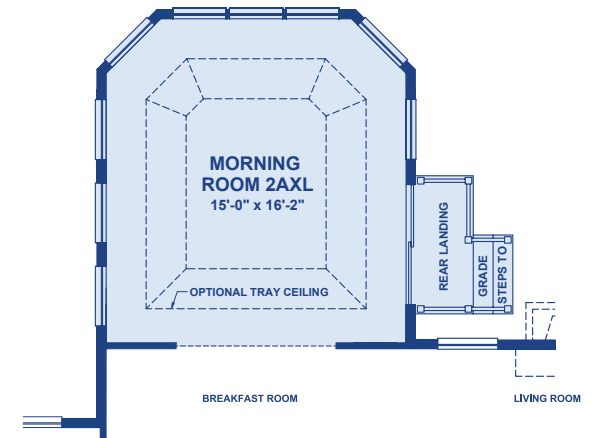 MORNING
ROOM 2AXL
15'-0" x 16'-2"
OPTIONAL TRAY CEILING
REAR LANDING
GRADE
STEPS TO
BREAKFAST ROOM
LIVING ROOM